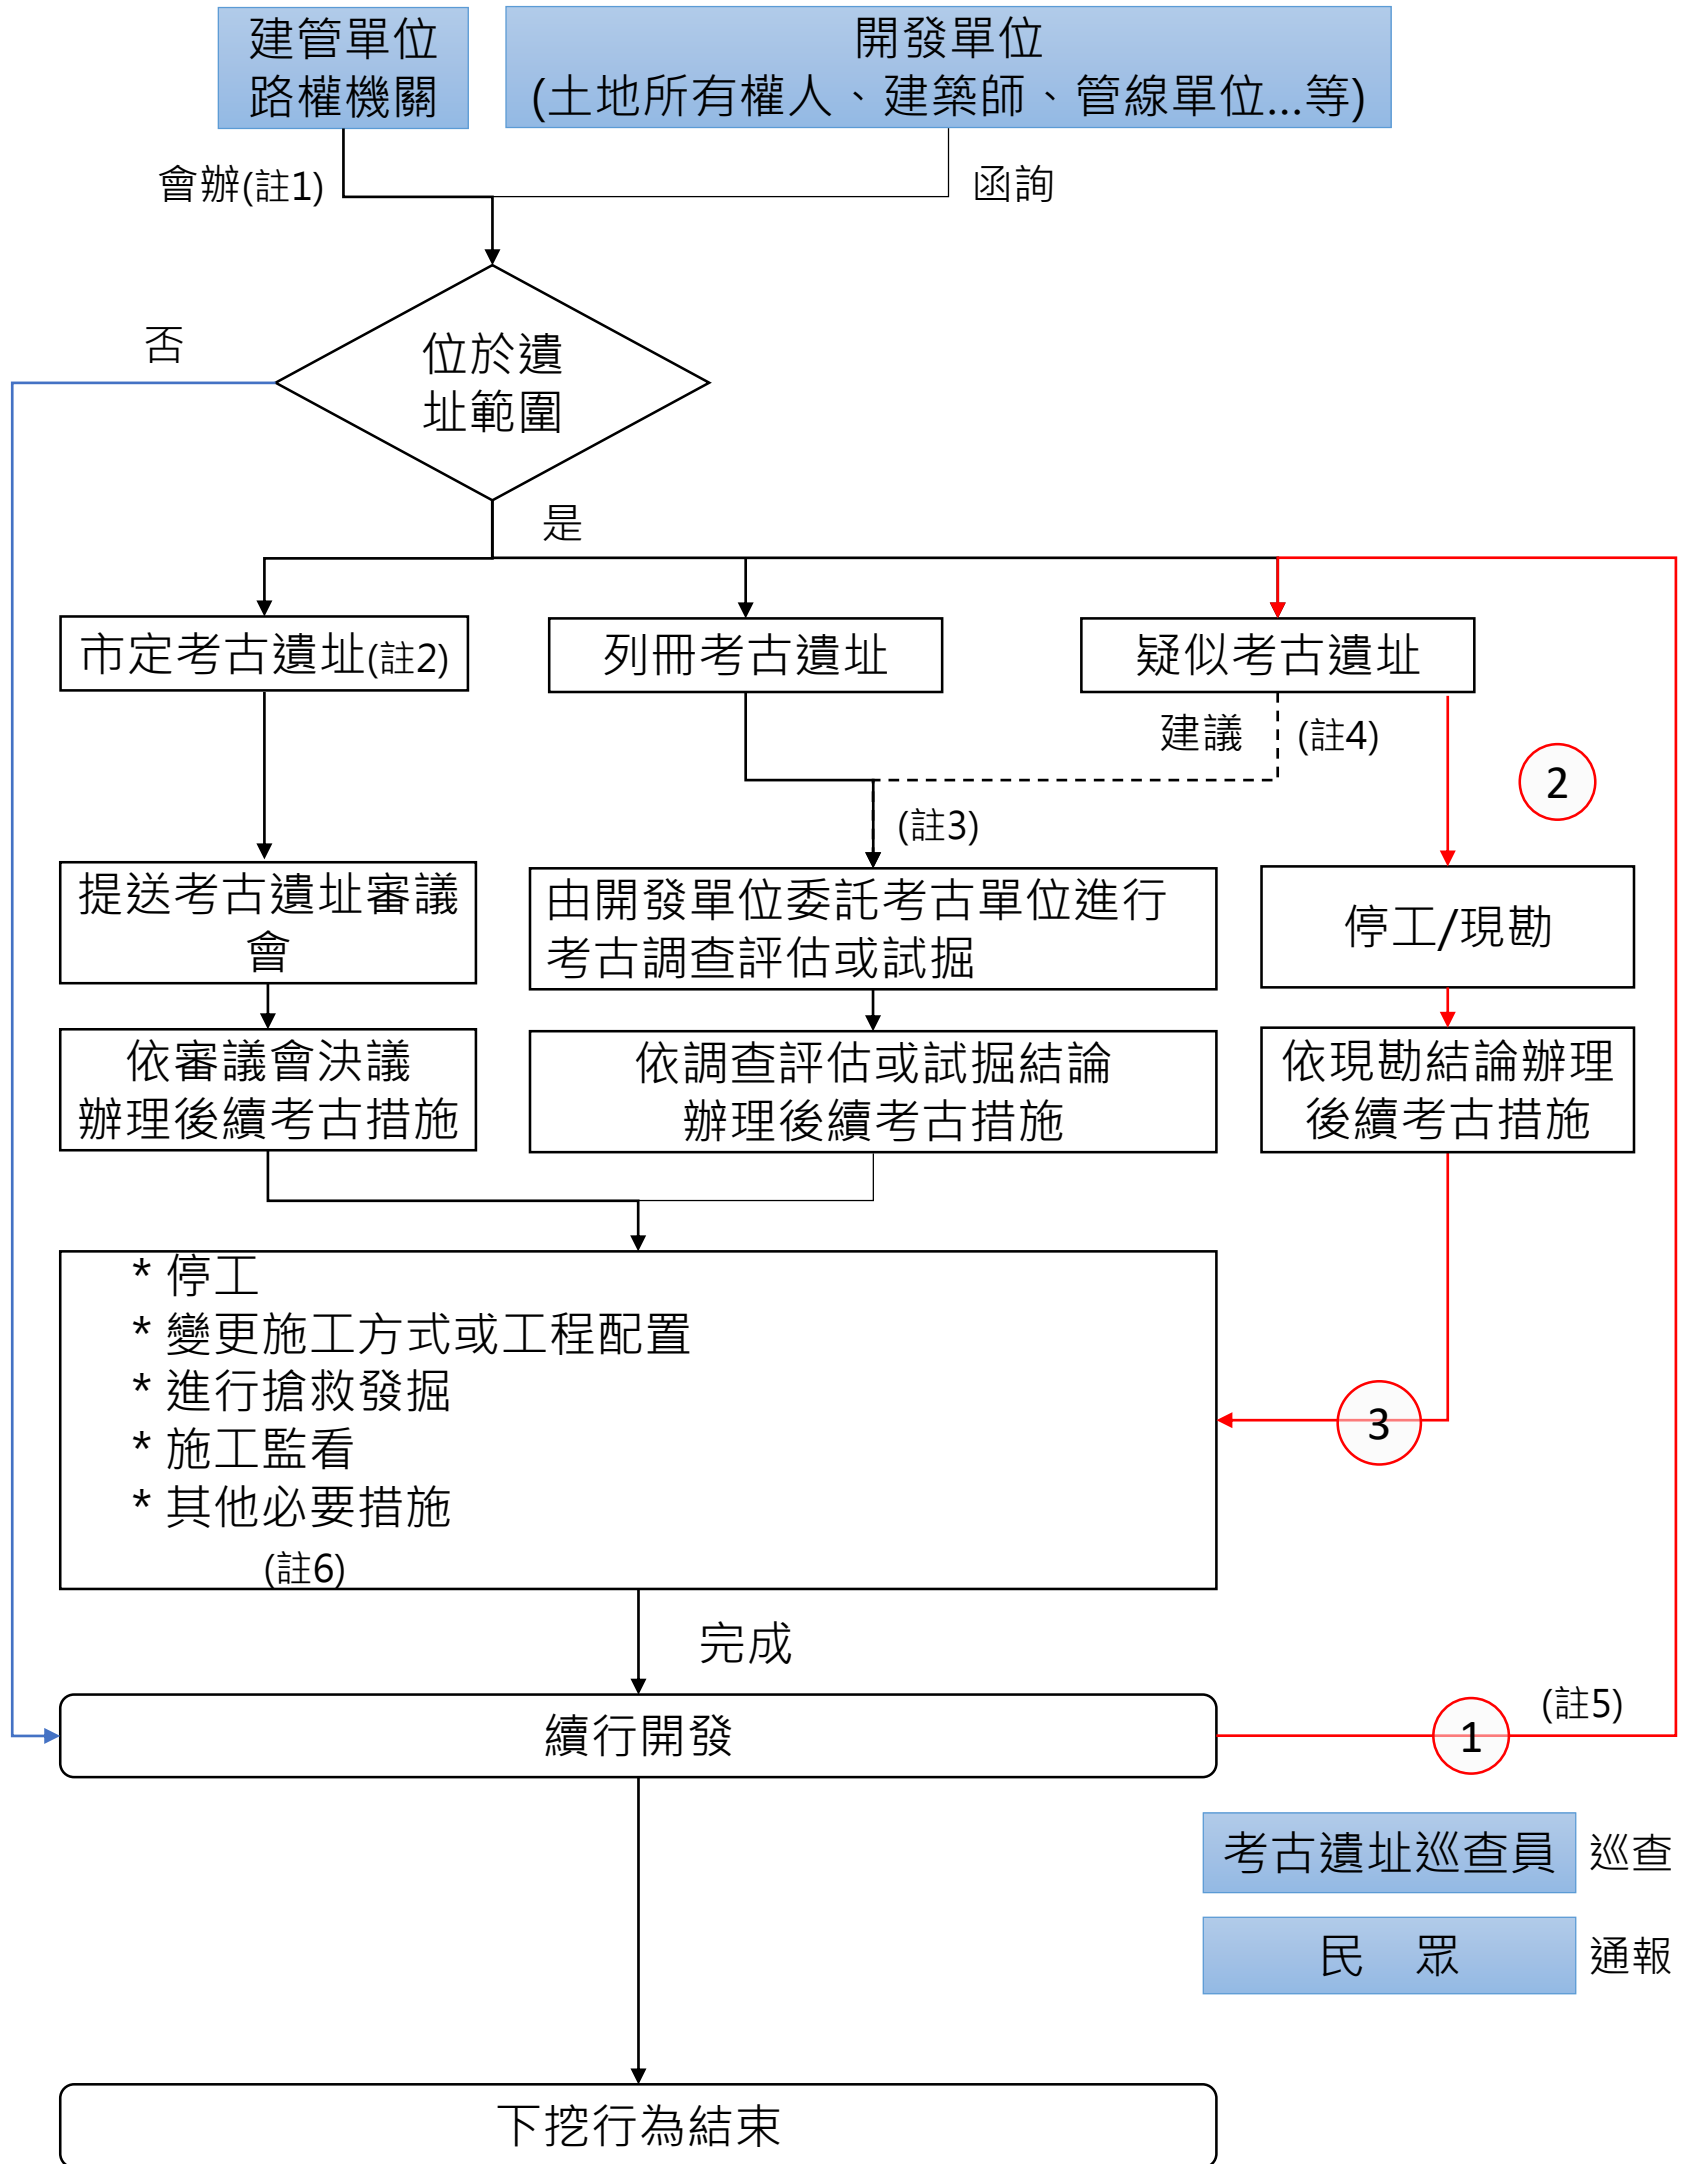 建管單位
路權機關
開發單位
(土地所有權人、建築師、管線單位...等)
會辦(註1)
函詢
位於遺
址範圍
否
是
市定考古遺址(註2)
列冊考古遺址
疑似考古遺址
建議
(註4)
2
(註3)
提送考古遺址審議
會
由開發單位委託考古單位進行
考古調查評估或試掘
停工/現勘
依審議會決議
辦理後續考古措施
依調查評估或試掘結論
辦理後續考古措施
依現勘結論辦理
後續考古措施
* 停工
* 變更施工方式或工程配置
* 進行搶救發掘
* 施工監看
* 其他必要措施
(註6)
3
完成
續行開發
1
(註5)
考古遺址巡查員
巡查
民 眾
通報
下挖行為結束